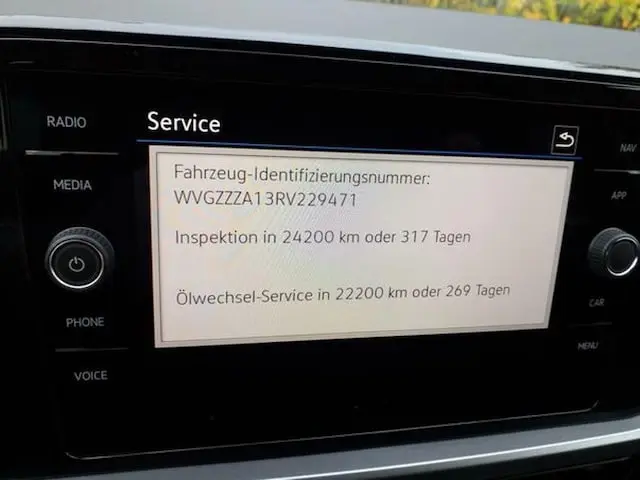 RADIO
MEDIA
PHONE
VOICE
Service
Fahrzeug-Identifizierungsnummer:
WVGZZZA13RV229471
Inspektion in 24200 km oder 317 Tagen
Ölwechsel-Service in 22200 km oder 269 Tagen
NAV
APP
CAR
MENU